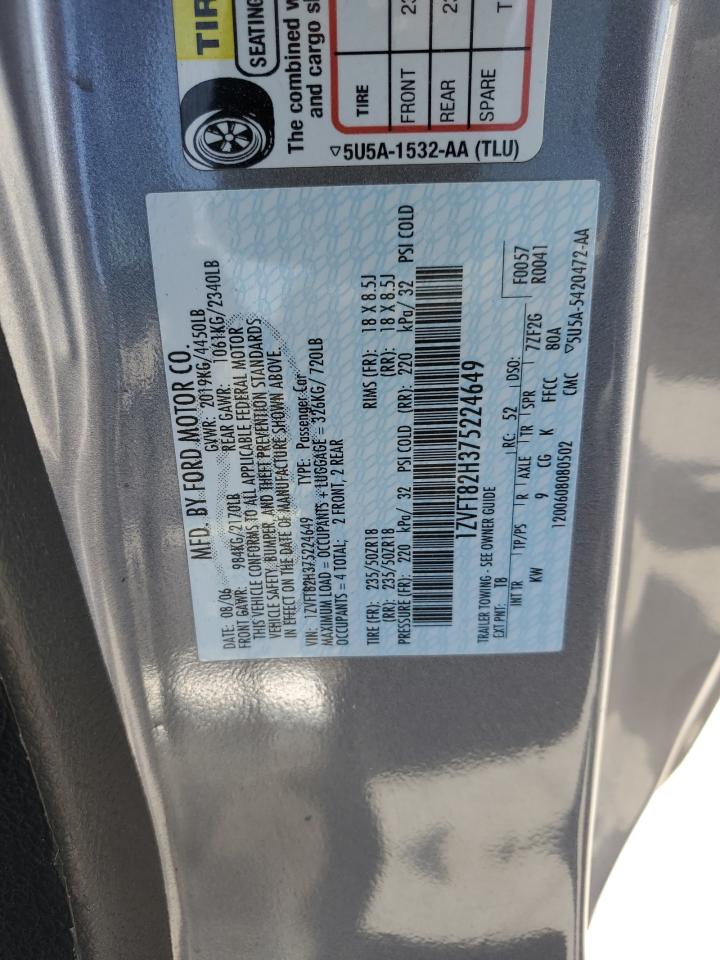 TIR
SEATING
The combined w
and cargo s
TIRE
FRONT 23
REAR 23
SPARE T
▽5U5A-1532-AA (TLU)
MFD. BY FORD MOTOR CO.
DATE: 08/06 GVWR: 2019KG/4450LB
FRONT GAWR: 984KG/2170LB REAR GAWR: 1061KG/2340LB
THIS VEHICLE CONFORMS TO ALL APPLICABLE FEDERAL MOTOR
VEHICLE SAFETY, BUMPER, AND THEFT PREVENTION STANDARDS
IN EFFECT ON THE DATE OF MANUFACTURE SHOWN ABOVE.
VIN: 1ZVFT82H375224649 TYPE: Passenger Car
MAXIMUM LOAD = OCCUPANTS + LUGGAGE = 326KG/ 720LB
OCCUPANTS = 4 TOTAL; 2 FRONT, 2 REAR
TIRE (FR): 235/50ZR18 RIMS (FR): 18 X 8.5J
(RR): 235/50ZR18 (RR): 18 X 8.5J
PRESSURE (FR): 220 kPa/ 32 PSI COLD (RR): 220 kPa/ 32 PSI COLD
1ZVFT82H375224649
TRAILER TOWING - SEE OWNER GUIDE
EXT PNT: T8 RC: 52 DSO: F0057
INT TR TP/PS R AXLE TR SPR 7ZF2G R0041
KW 9 CG K FFCC 80A
1200608080502 CMC ▽5U5A-5420472-AA